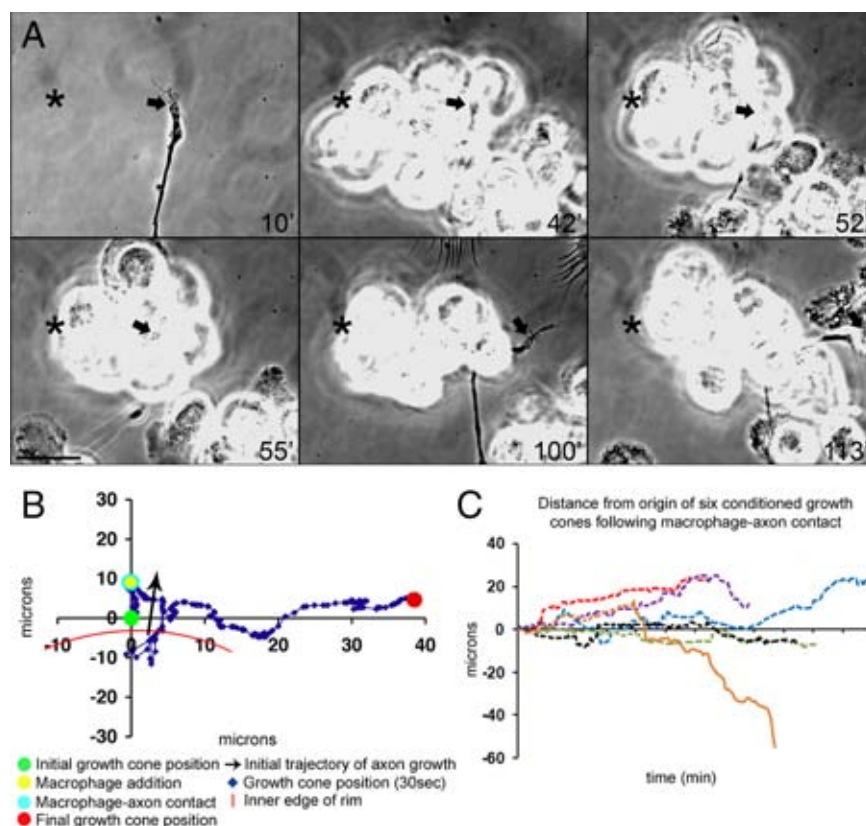 A
*
10'
*
42'
*
52
*
55'
*
100'
*
113
B
30
20
10
0
-10
-20
-30
-10
0
10
20
30
40
microns
microns
Initial growth cone position
Macrophage addition
Macrophage-axon contact
Final growth cone position
Initial trajectory of axon growth
Growth cone position (30sec)
Inner edge of rim
C
Distance from origin of six conditioned growth
cones following macrophage-axon contact
40
20
0
-20
-40
-60
microns
time (min)